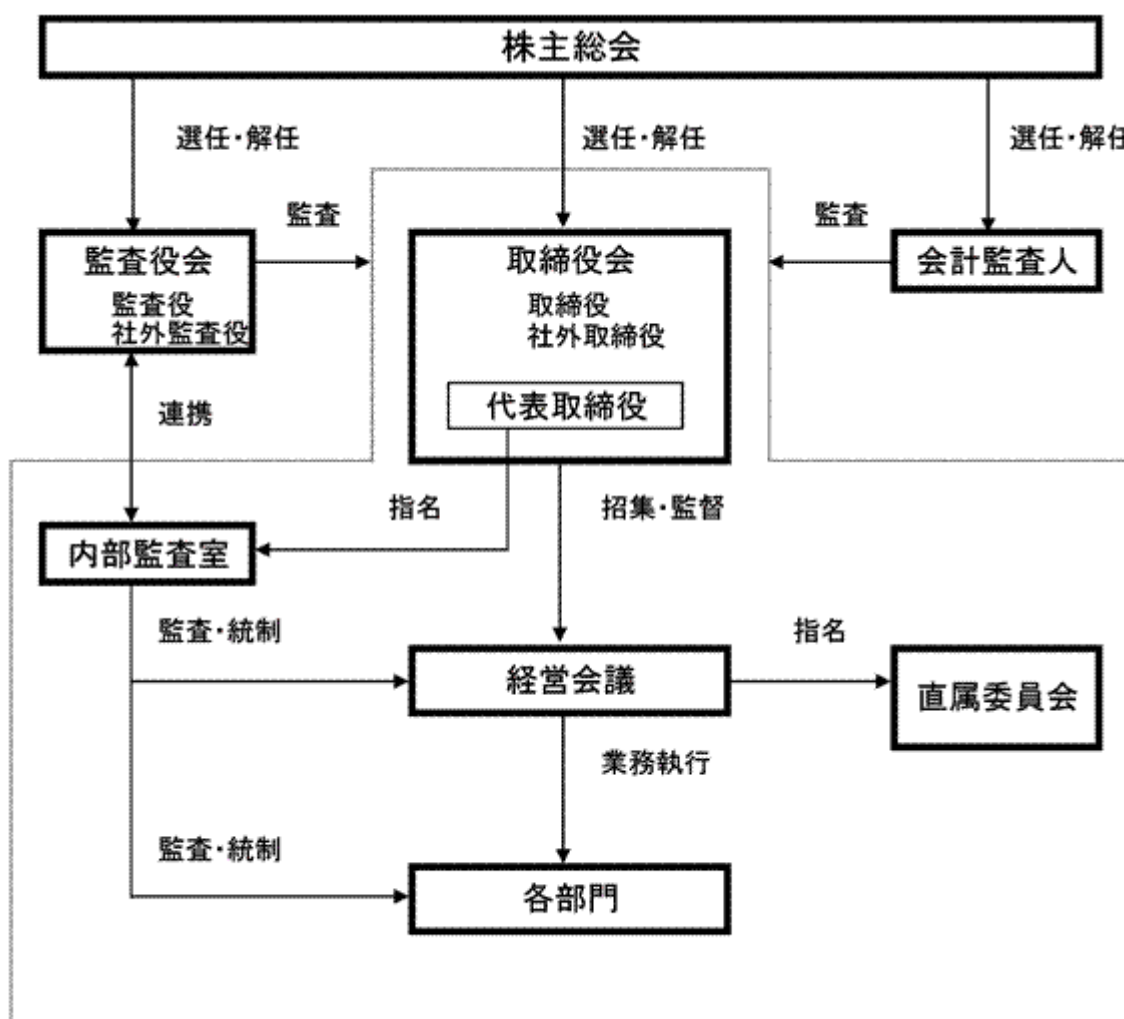 株主総会
選任・解任
選任・解任
選任・解任
監査
監査
監査役会
監査役
社外監査役
取締役会
取締役
社外取締役
代表取締役
会計監査人
連携
指名
招集・監督
内部監査室
監査・統制
指名
経営会議
直属委員会
業務執行
監査・統制
各部門